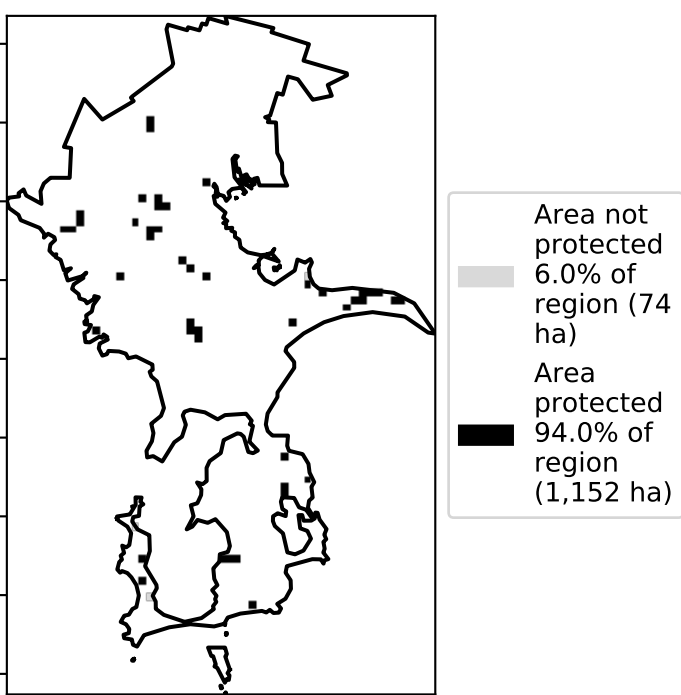 Area not
protected
6.0% of
region (74
ha)
Area
protected
94.0% of
region
(1,152 ha)